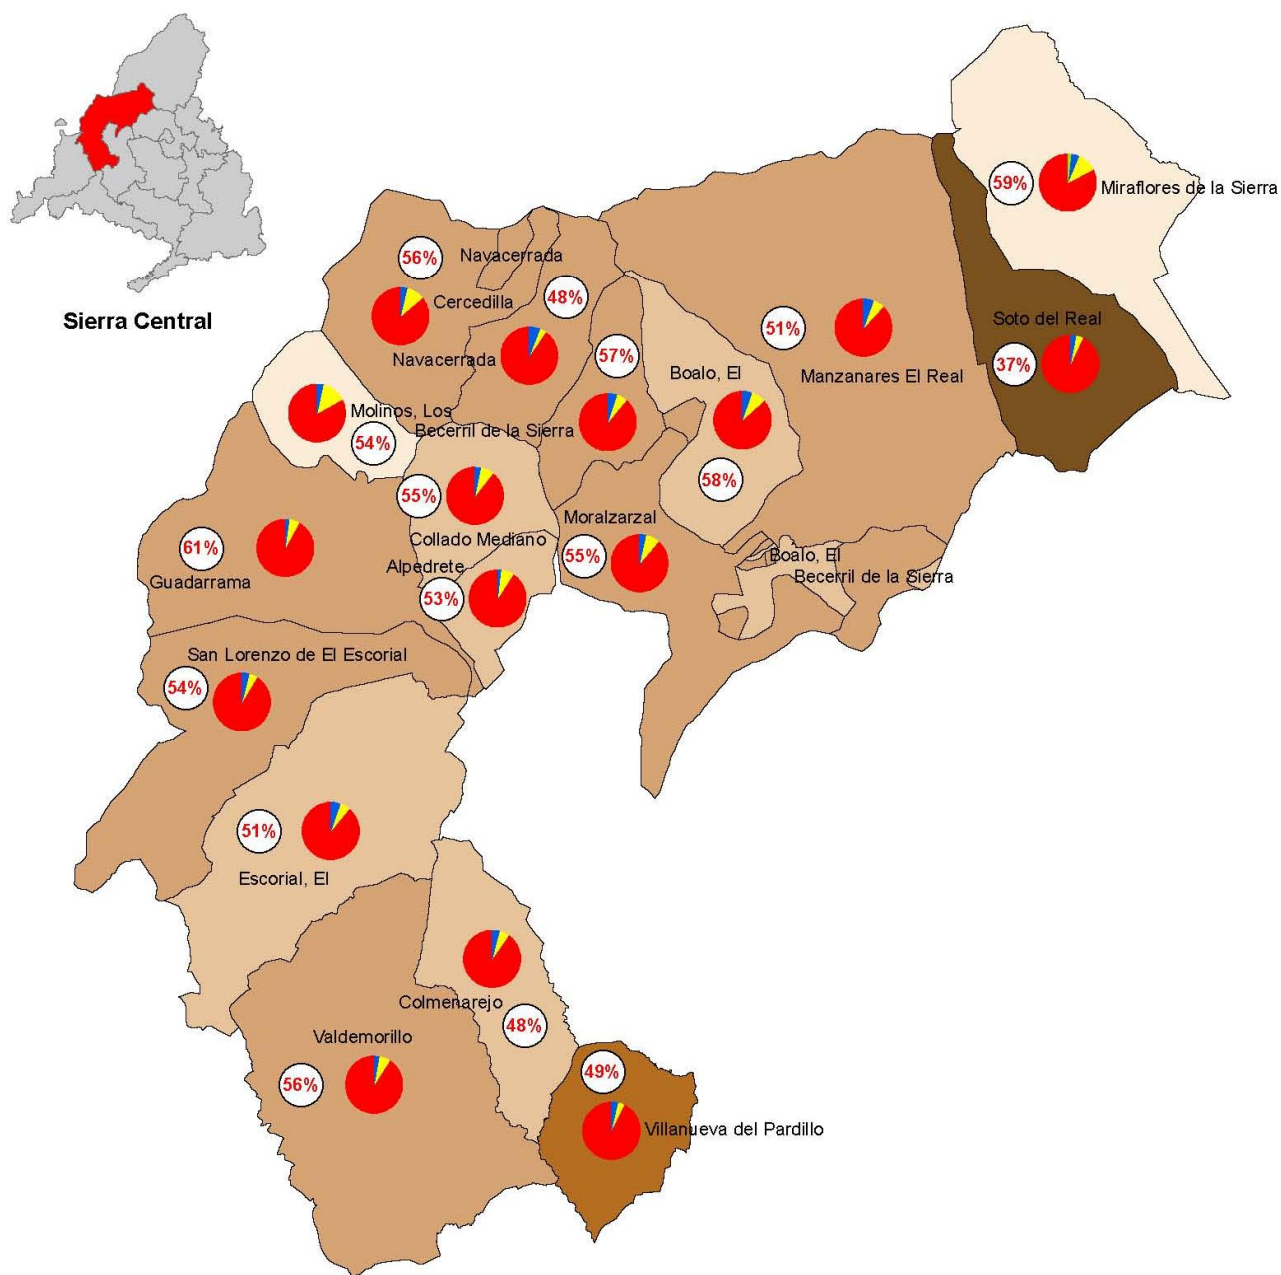 59%
Miraflores de la Sierra
Sierra Central
56%
Navacerrada
48%
Cercedilla
Navacerrada
57%
51%
Manzanares El Real
Soto del Real
37%
Boalo, El
58%
Molinos, Los
54%
Becerril de la Sierra
55%
Collado Mediano
Moralzarzal
55%
Boalo, El
Becerril de la Sierra
61%
Guadarrama
Alpedrete
53%
San Lorenzo de El Escorial
54%
51%
Escorial, El
Colmenarejo
48%
Valdemorillo
56%
49%
Villanueva del Pardillo